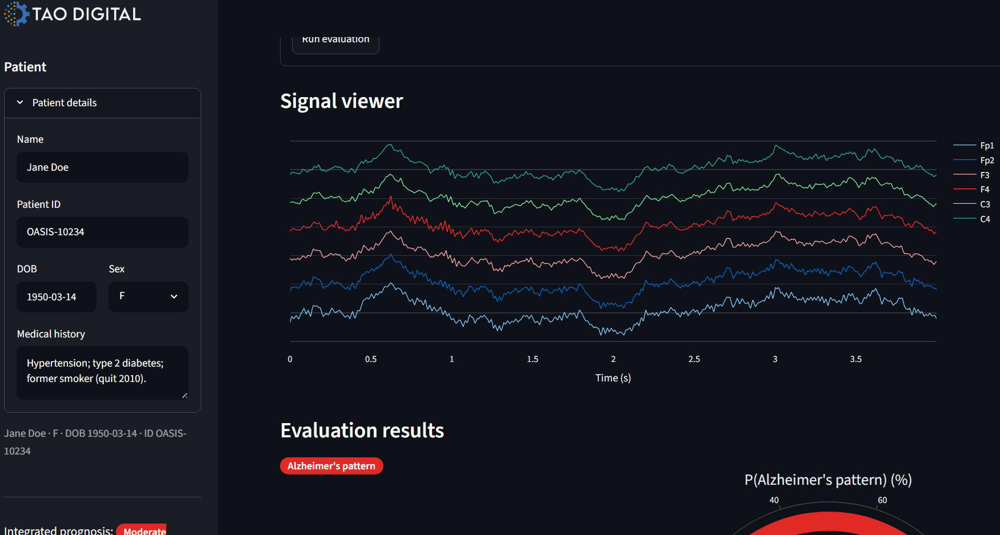 TAO DIGITAL
Patient
Patient details
Name
Jane Doe
Patient ID
OASIS-10234
DOB
Sex
1950-03-14
F
Medical history
Hypertension; type 2 diabetes;
former smoker (quit 2010).
Jane Doe · F · DOB 1950-03-14 · ID OASIS-
10234
Integrated prognosis: Moderate
Run evaluation
Signal viewer
Fp1
Fp2
F3
F4
C3
C4
0 0.5 1 1.5 2 2.5 3 3.5
Time (s)
Evaluation results
Alzheimer's pattern
P(Alzheimer's pattern) (%)
40 60